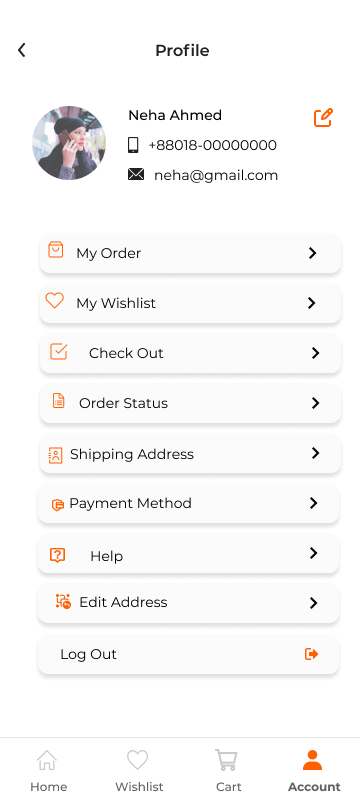 Profile
Neha Ahmed
+88018-00000000
neha@gmail.com
My Order
My Wishlist
Check Out
Order Status
Shipping Address
Payment Method
Help
Edit Address
Log Out
Home Wishlist Cart Account